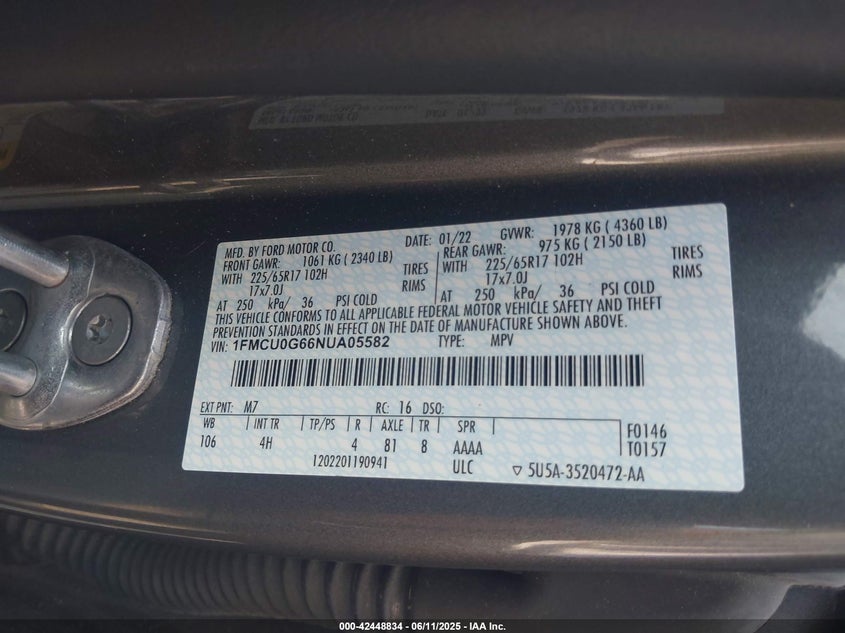 MFD. BY FORD MOTOR CO.
DATE: 01/22 GVWR: 1978 KG ( 4360 LB)
FRONT GAWR: 1061 KG ( 2340 LB) REAR GAWR: 975 KG ( 2150 LB)
WITH 225/65R17 102H TIRES WITH 225/65R17 102H TIRES
17x7.0J RIMS 17x7.0J RIMS
AT 250 kPa/ 36 PSI COLD AT 250 kPa/ 36 PSI COLD
THIS VEHICLE CONFORMS TO ALL APPLICABLE FEDERAL MOTOR VEHICLE SAFETY AND THEFT
PREVENTION STANDARDS IN EFFECT ON THE DATE OF MANUFACTURE SHOWN ABOVE.
VIN: 1FMCU0G66NUA05582 TYPE: MPV
EXT PNT: M7 RC: 16 DSO:
WB INT TR TP/PS R AXLE TR SPR F0146
106 4H 4 81 8 AAAA T0157
1202201190941 ULC ▽ 5U5A-3520472-AA
000-42448834 - 06/11/2025 - IAA Inc.